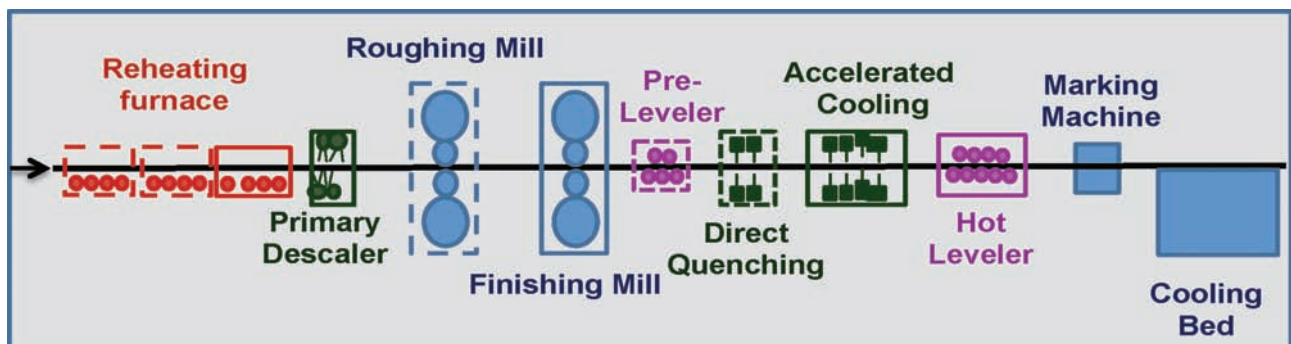 Reheating
furnace
Primary
Descaler
Roughing Mill
Finishing Mill
Pre-
Leveler
Direct
Quenching
Accelerated
Cooling
Hot
Leveler
Marking
Machine
Cooling
Bed